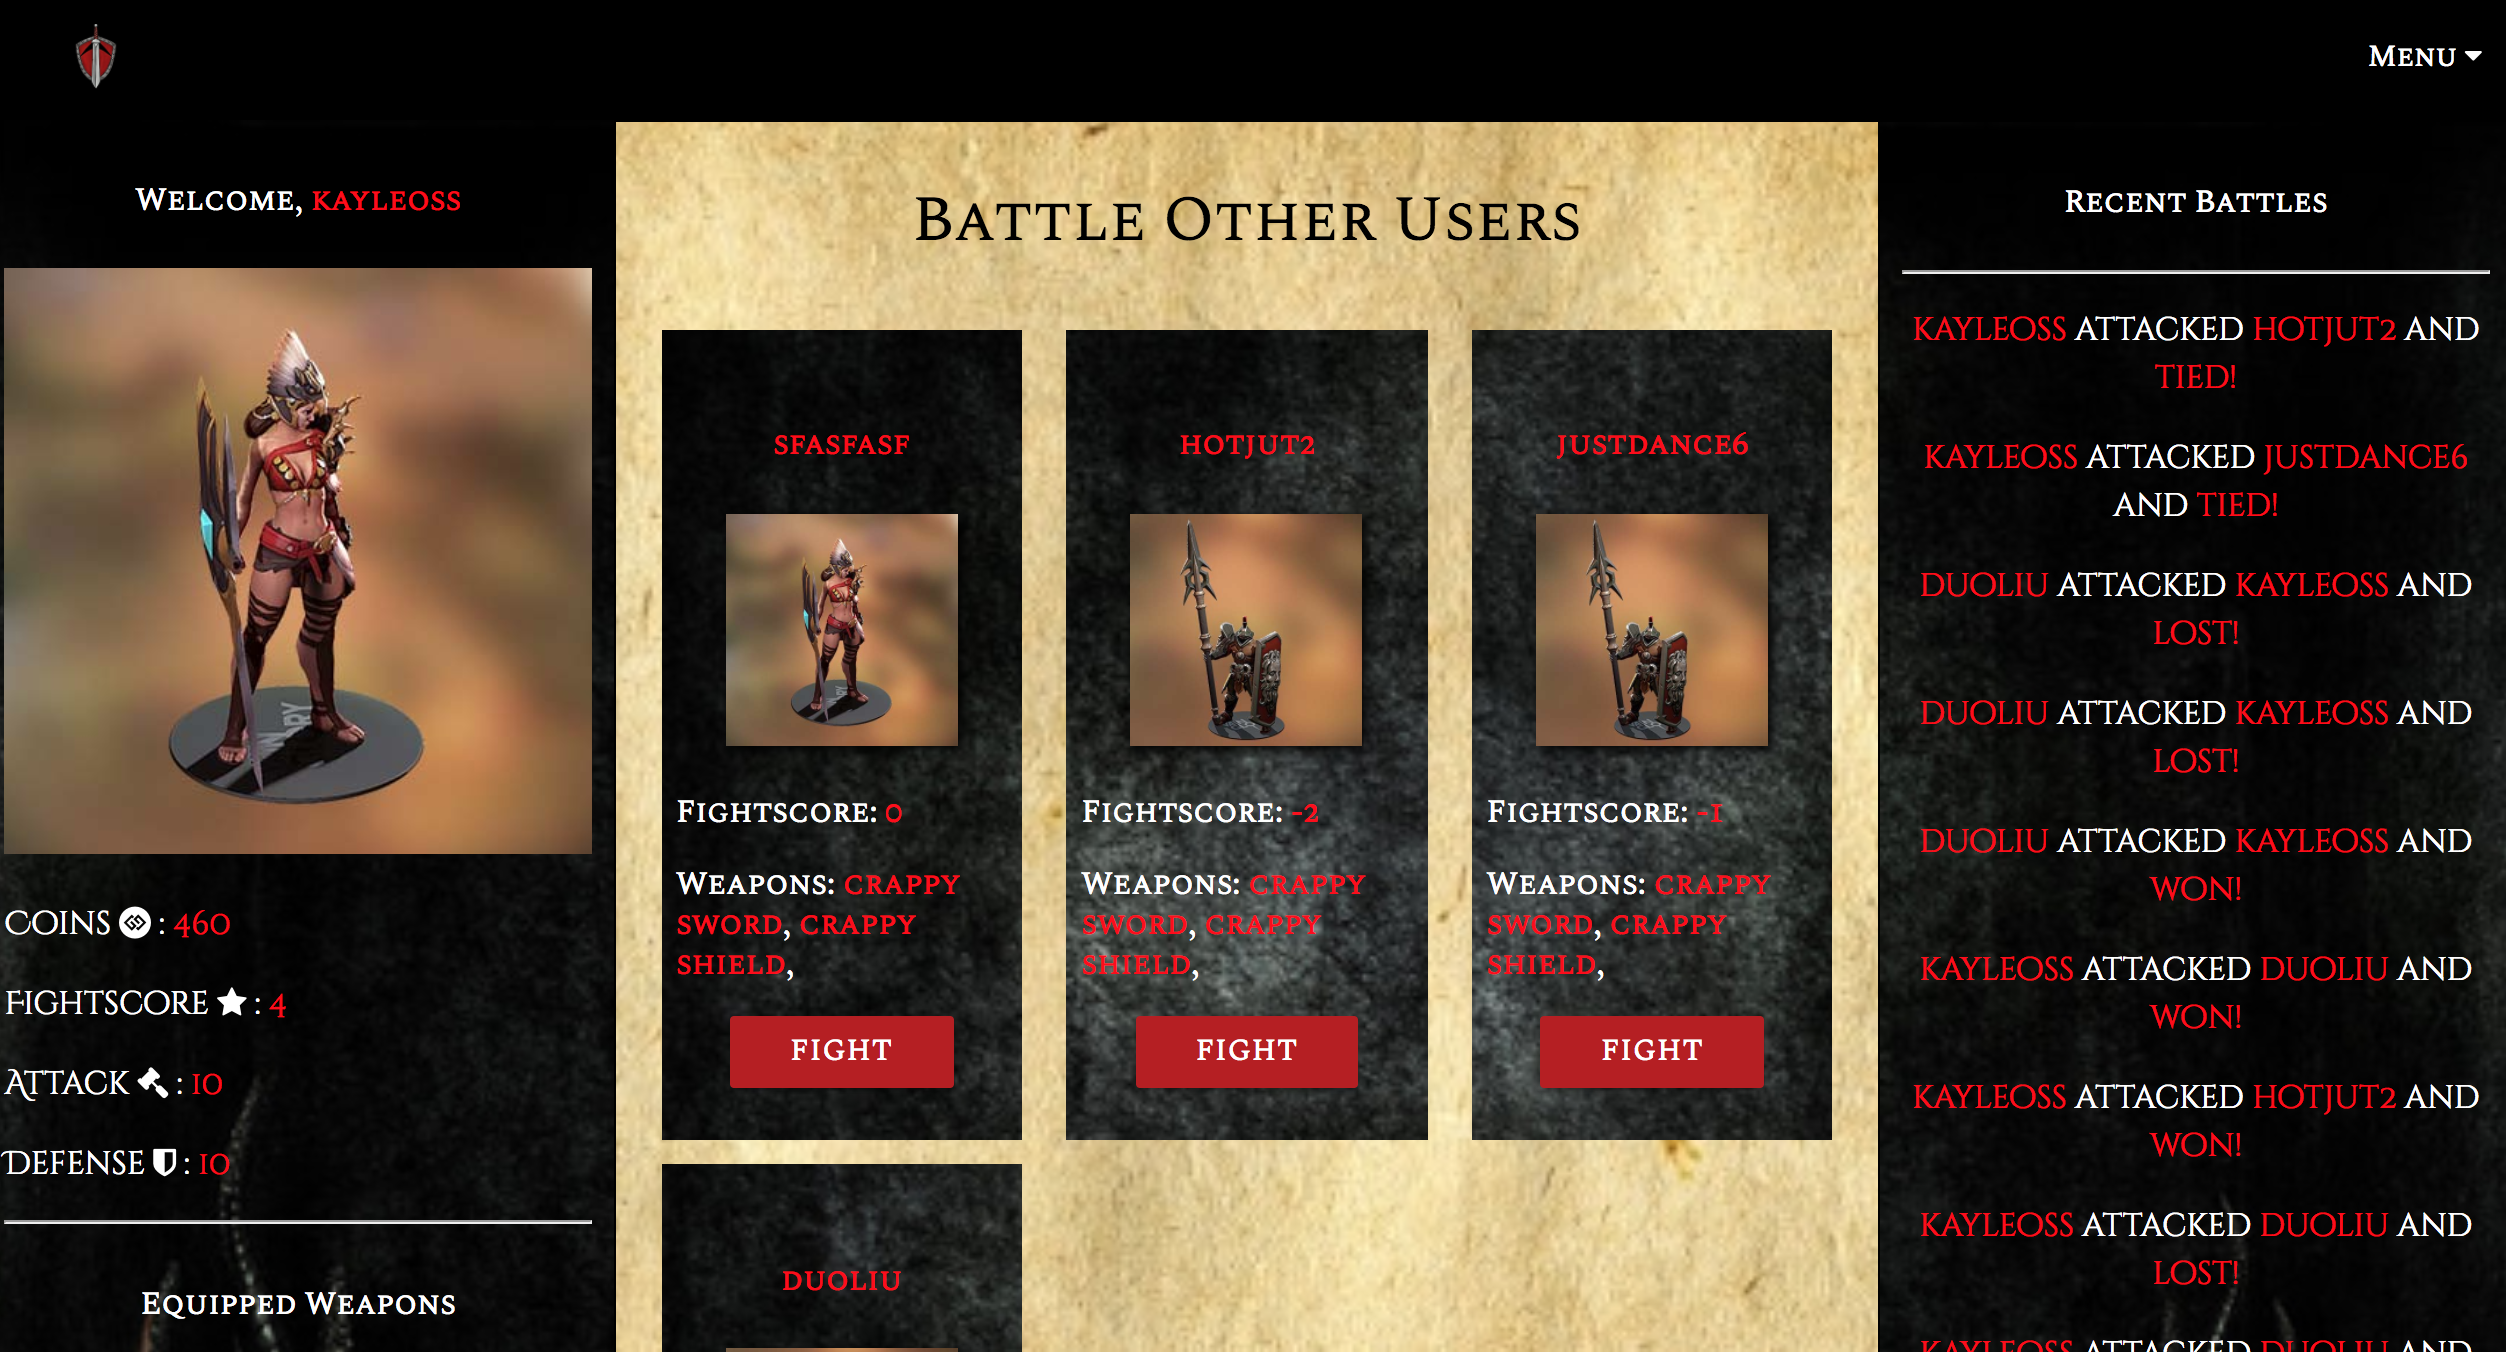 Menu
Welcome, kayleoss
Coins : 460
Fightscore : 4
Attack : 10
Defense : 10
Equipped Weapons
Battle Other Users
sfasfasf
Fightscore: 0
Weapons: crappy
sword, crappy
shield,
FIGHT
hotjut2
Fightscore: -2
Weapons: crappy
sword, crappy
shield,
FIGHT
justdance6
Fightscore: -1
Weapons: crappy
sword, crappy
shield,
FIGHT
duoliu
Recent Battles
KAYLEOSS ATTACKED HOTJUT2 AND
TIED!
KAYLEOSS ATTACKED JUSTDANCE6
AND TIED!
DUOLIU ATTACKED KAYLEOSS AND
LOST!
DUOLIU ATTACKED KAYLEOSS AND
LOST!
DUOLIU ATTACKED KAYLEOSS AND
WON!
KAYLEOSS ATTACKED DUOLIU AND
WON!
KAYLEOSS ATTACKED HOTJUT2 AND
WON!
KAYLEOSS ATTACKED DUOLIU AND
LOST!
KAYLEOSS ATTACKED DUOLIU AND